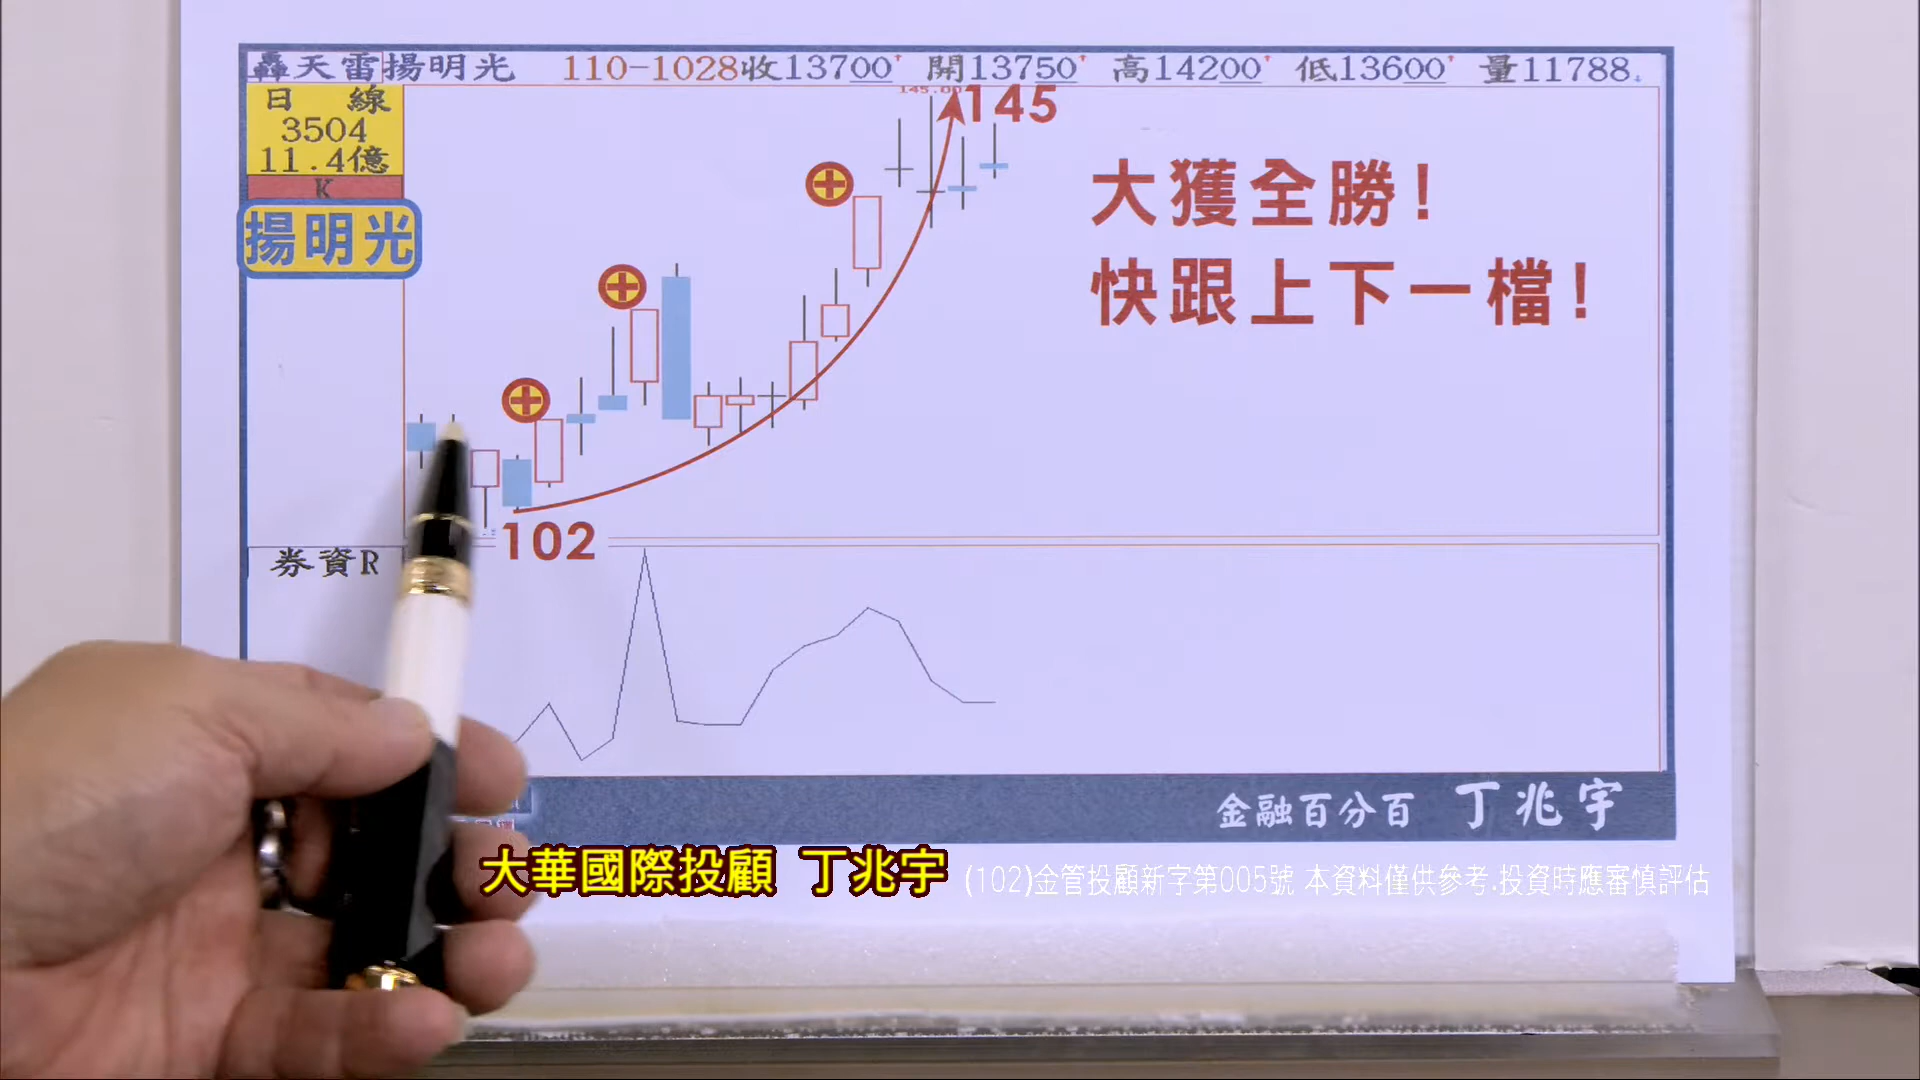 轟天雷揚明光 110-1028收13700 開13750 高14200 低13600 量11788
日 線
3504
11.4億
K
揚明光
145.00
145
大獲全勝!
快跟上下一檔!
102
券資R
金融百分百 丁兆宇
大華國際投顧 丁兆宇 (102)金管投顧新字第005號 本資料僅供參考.投資時應審慎評估